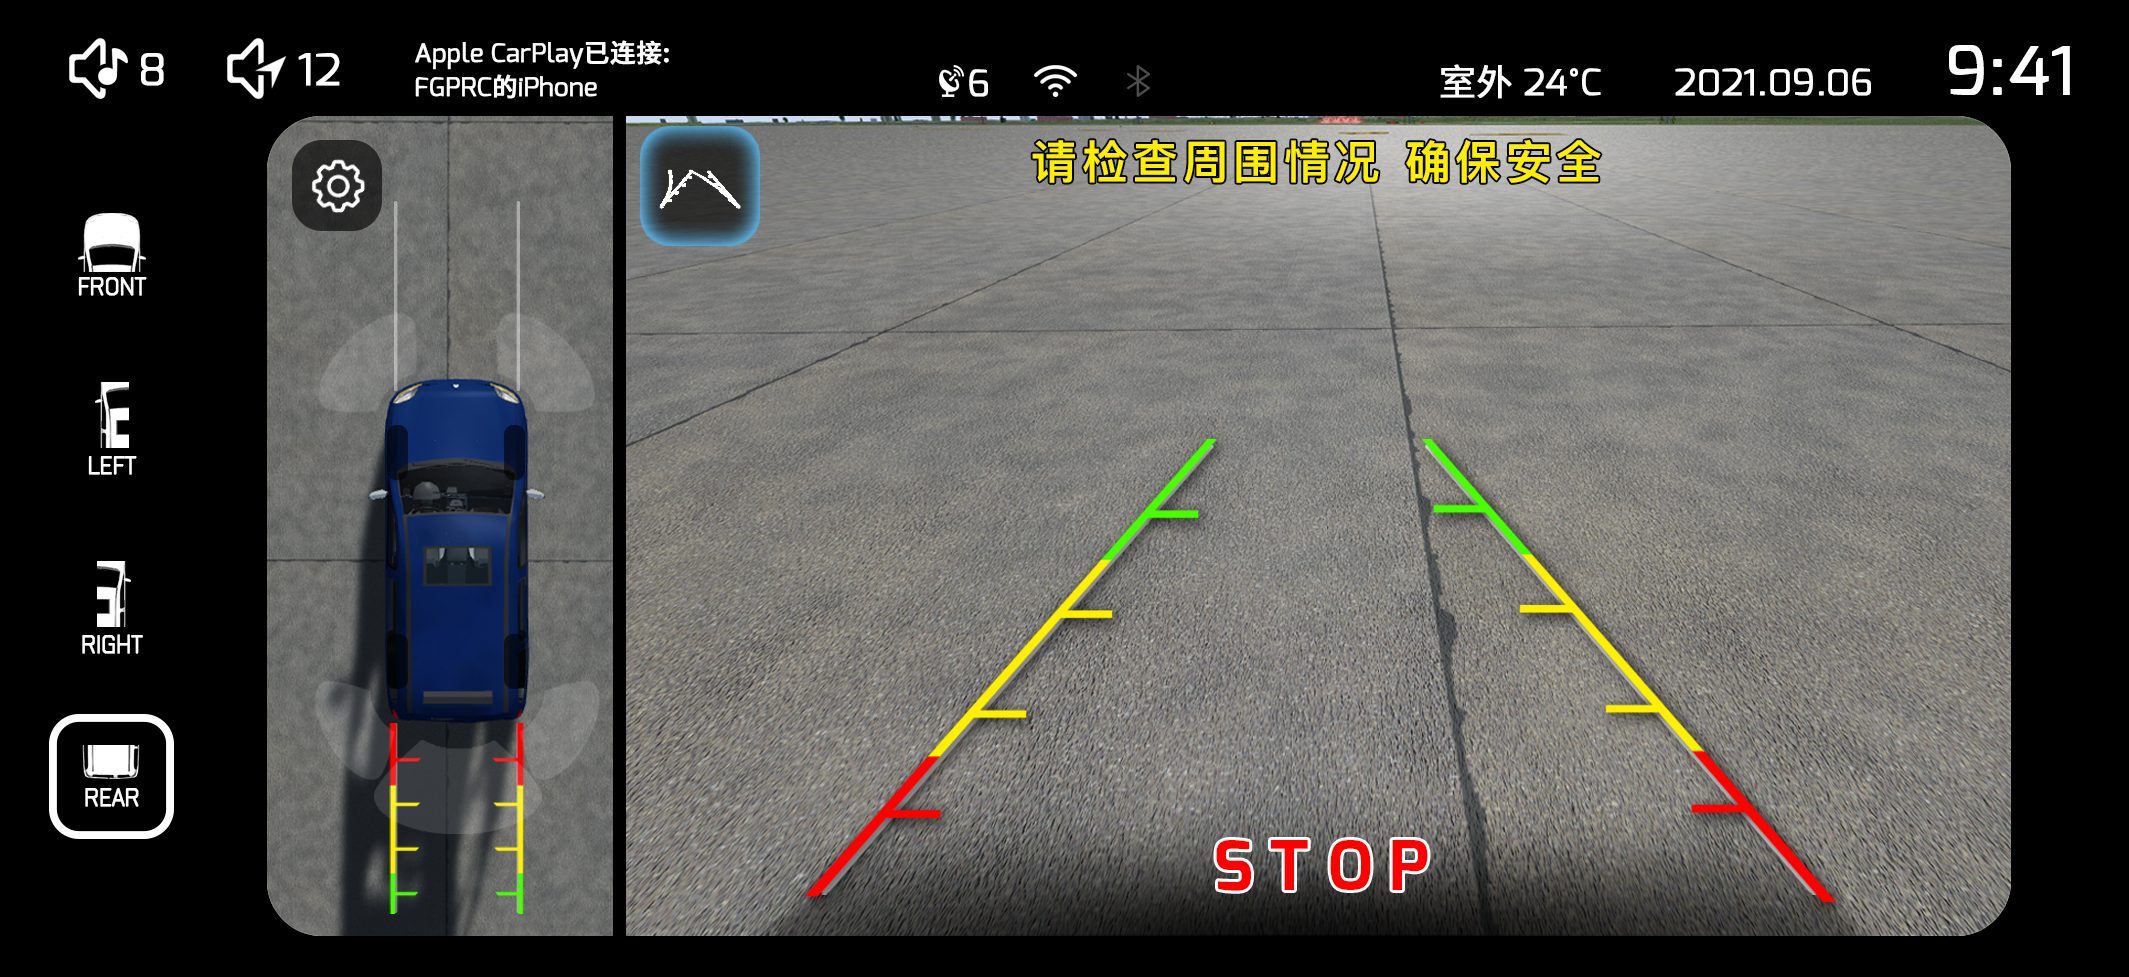 8
12
Apple CarPlay已连接:
FGPRC的iPhone
6
室外 24°C
2021.09.06
9:41
请检查周围情况 确保安全
FRONT
LEFT
RIGHT
REAR
STOP